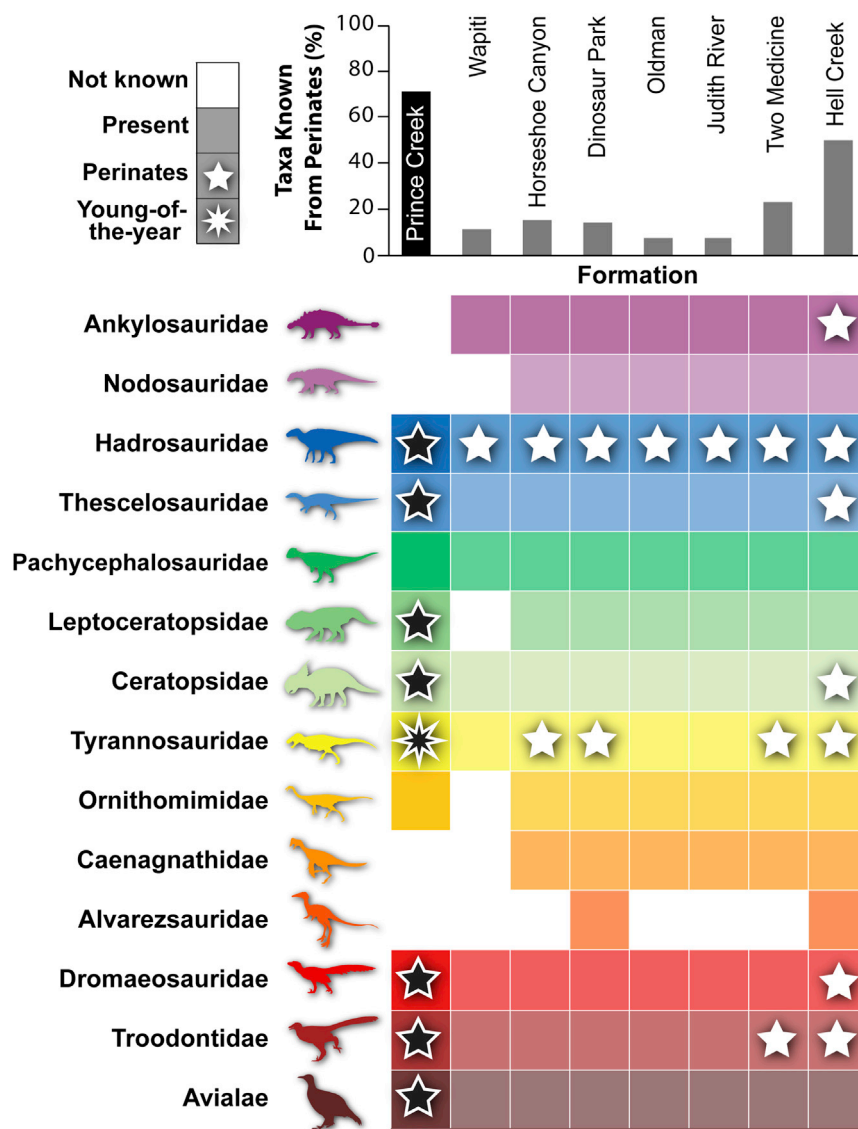 Not known
Present
Perinates
Young-of-
the-year
Taxa Known
From Perinates (%)
100
80
60
40
20
0
Prince Creek
Wapiti
Horseshoe Canyon
Dinosaur Park
Oldman
Judith River
Two Medicine
Hell Creek
Formation
Ankylosauridae
Nodosauridae
Hadrosauridae
Thescelosauridae
Pachycephalosauridae
Leptoceratopsidae
Ceratopsidae
Tyrannosauridae
Ornithomimidae
Caenagnathidae
Alvarezsauridae
Dromaeosauridae
Troodontidae
Avialae